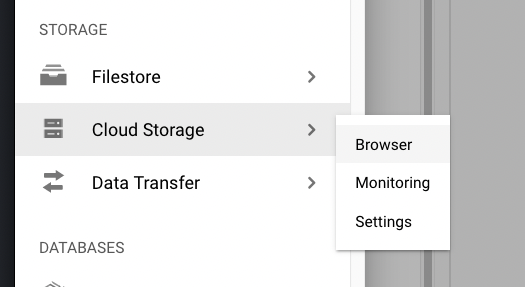 STORAGE
Filestore
Cloud Storage
Browser
Monitoring
Data Transfer
Settings
DATABASES